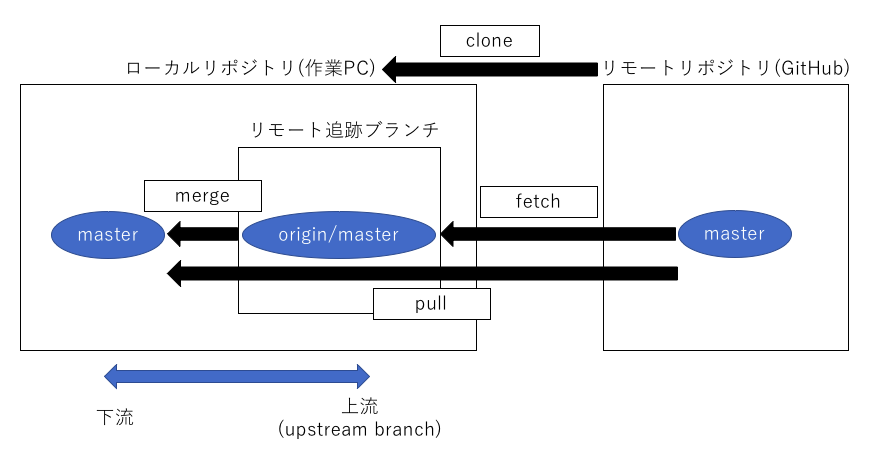 clone
ローカルリポジトリ(作業PC)
リモートリポジトリ(GitHub)
リモート追跡ブランチ
merge
fetch
master
origin/master
master
pull
下流
上流
(upstream branch)